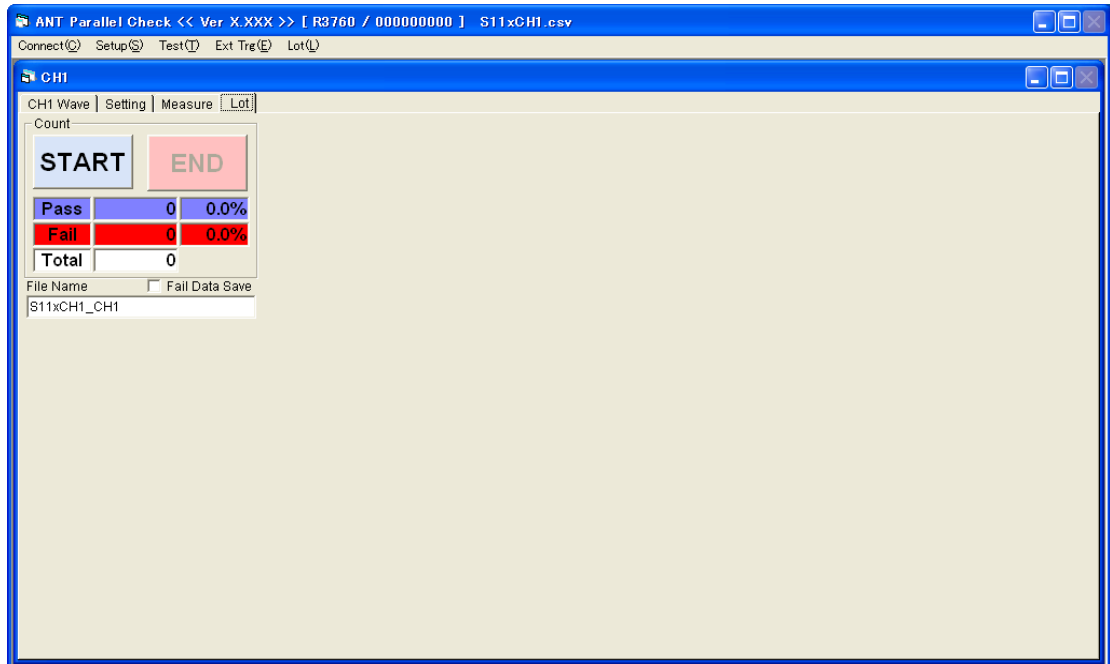 ANT Parallel Check << Ver X.XXX >> [ R3760 / 000000000 ] S11xCH1.csv
Connect(C) Setup(S) Test(T) Ext Trg(E) Lot(L)
CH1
CH1 Wave Setting Measure Lot
Count
START END
Pass 0 0.0%
Fail 0 0.0%
Total 0
File Name Fail Data Save
S11xCH1_CH1